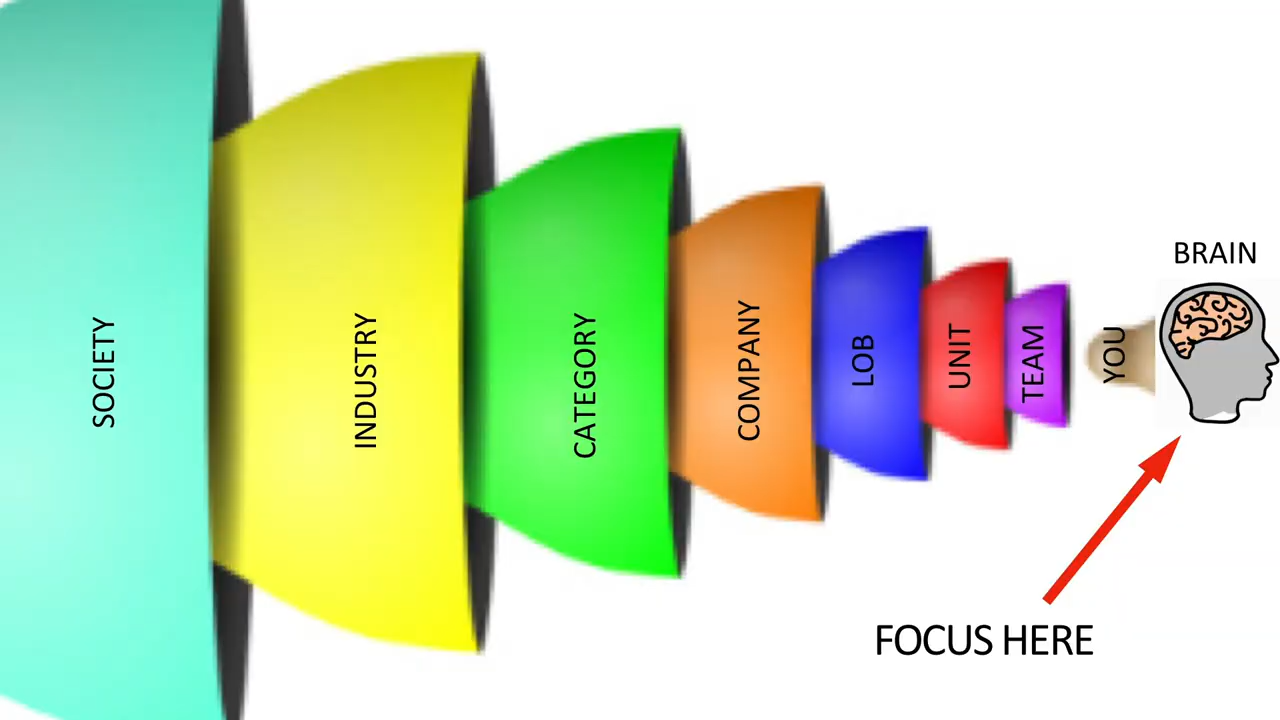 SOCIETY
INDUSTRY
CATEGORY
COMPANY
LOB
UNIT
TEAM
YOU
BRAIN
FOCUS HERE